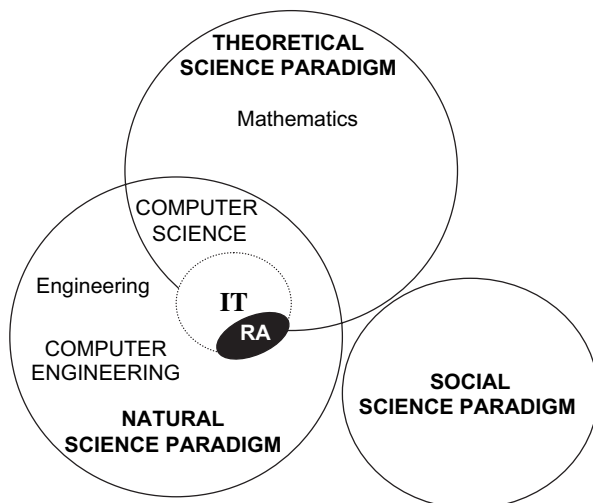 THEORETICAL
SCIENCE PARADIGM
Mathematics
COMPUTER
SCIENCE
Engineering
IT
RA
COMPUTER
ENGINEERING
NATURAL
SCIENCE PARADIGM
SOCIAL
SCIENCE PARADIGM